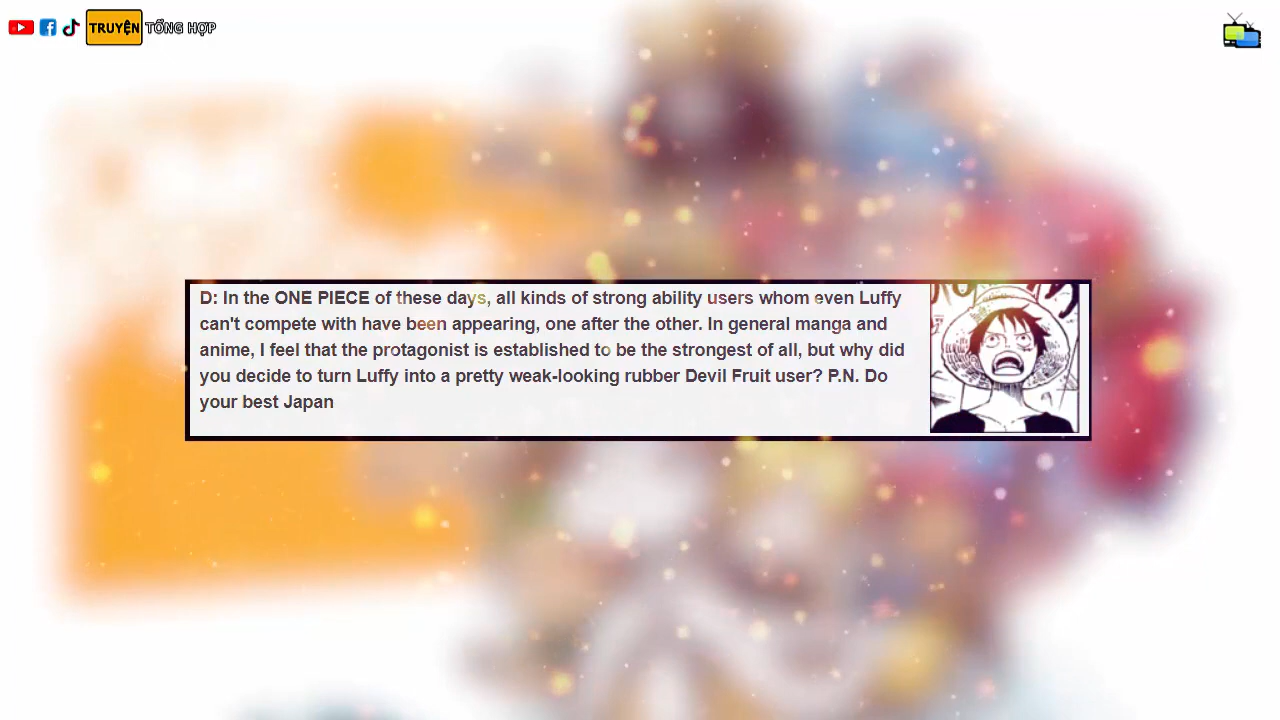 TRUYỆN TỔNG HỢP
D: In the ONE PIECE of these days, all kinds of strong ability users whom even Luffy
can't compete with have been appearing, one after the other. In general manga and
anime, I feel that the protagonist is established to be the strongest of all, but why did
you decide to turn Luffy into a pretty weak-looking rubber Devil Fruit user? P.N. Do
your best Japan